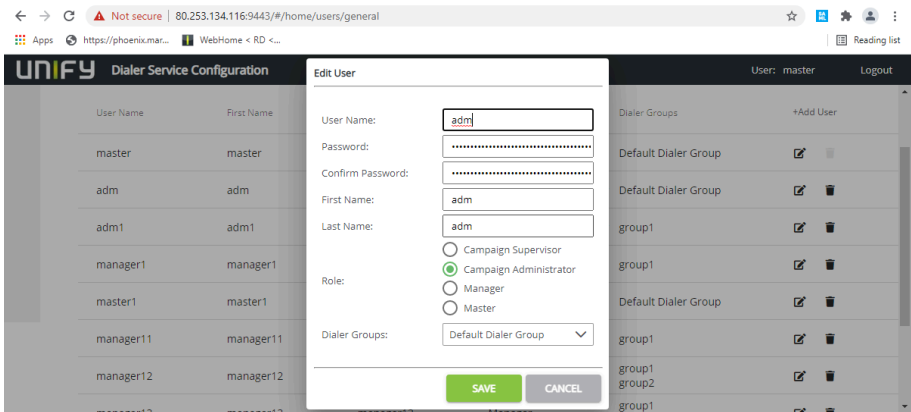 Not secure | 80.253.134.116:9443/#/home/users/general
Apps https://phoenix.mar... WebHome < RD <... Reading list
UNIFY Dialer Service Configuration User: master Logout
Edit User
User Name First Name Dialer Groups +Add User
User Name: adm
Password:
Confirm Password:
First Name: adm
Last Name: adm
Role:
Campaign Supervisor
Campaign Administrator
Manager
Master
Dialer Groups: Default Dialer Group
SAVE CANCEL
master master Default Dialer Group
adm adm Default Dialer Group
adm1 adm1 group1
manager1 manager1 group1
master1 master1 Default Dialer Group
manager11 manager11 group1
manager12 manager12 group1
group2
group1